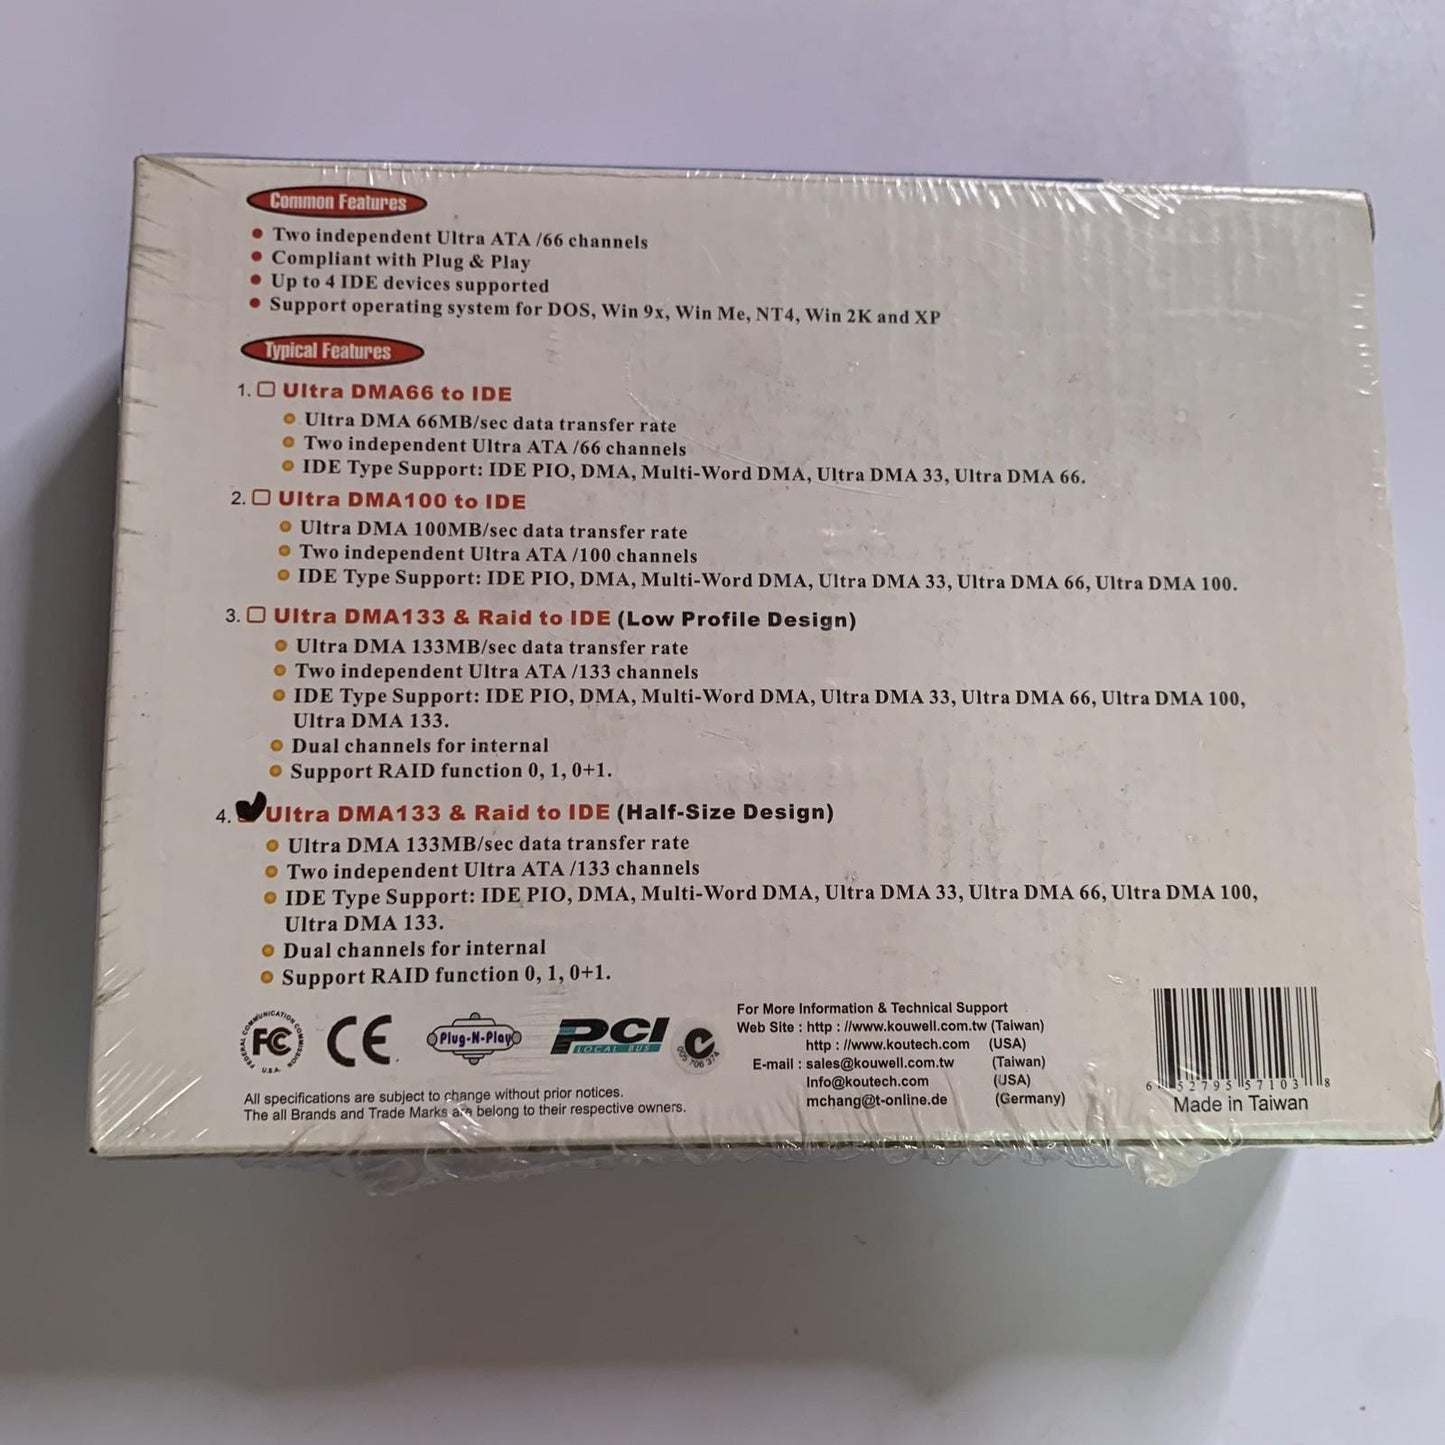 Common Features
Two independent Ultra ATA /66 channels
Compliant with Plug & Play
Up to 4 IDE devices supported
Support operating system for DOS, Win 9x, Win Me, NT4, Win 2K and XP
Typical Features
1. Ultra DMA66 to IDE
Ultra DMA 66MB/sec data transfer rate
Two independent Ultra ATA /66 channels
IDE Type Support: IDE PIO, DMA, Multi-Word DMA, Ultra DMA 33, Ultra DMA 66.
2. Ultra DMA100 to IDE
Ultra DMA 100MB/sec data transfer rate
Two independent Ultra ATA /100 channels
IDE Type Support: IDE PIO, DMA, Multi-Word DMA, Ultra DMA 33, Ultra DMA 66, Ultra DMA 100.
3. Ultra DMA133 & Raid to IDE (Low Profile Design)
Ultra DMA 133MB/sec data transfer rate
Two independent Ultra ATA /133 channels
IDE Type Support: IDE PIO, DMA, Multi-Word DMA, Ultra DMA 33, Ultra DMA 66, Ultra DMA 100,
Ultra DMA 133.
Dual channels for internal
Support RAID function 0, 1, 0+1.
4. Ultra DMA133 & Raid to IDE (Half-Size Design)
Ultra DMA 133MB/sec data transfer rate
Two independent Ultra ATA /133 channels
IDE Type Support: IDE PIO, DMA, Multi-Word DMA, Ultra DMA 33, Ultra DMA 66, Ultra DMA 100,
Ultra DMA 133.
Dual channels for internal
Support RAID function 0, 1, 0+1.
FEDERAL COMMUNICATION COMMISSION
FC
U.S.A.
CE
Plug-N-Play
PCI
LOCAL BUS
005 706 374
All specifications are subject to change without prior notices.
The all Brands and Trade Marks are belong to their respective owners.
For More Information & Technical Support
Web Site : http : //www.kouwell.com.tw (Taiwan)
http : //www.koutech.com (USA)
E-mail : sales@kouwell.com.tw (Taiwan)
Info@koutech.com (USA)
mchang@t-online.de (Germany)
6 52795 57103 8
Made in Taiwan